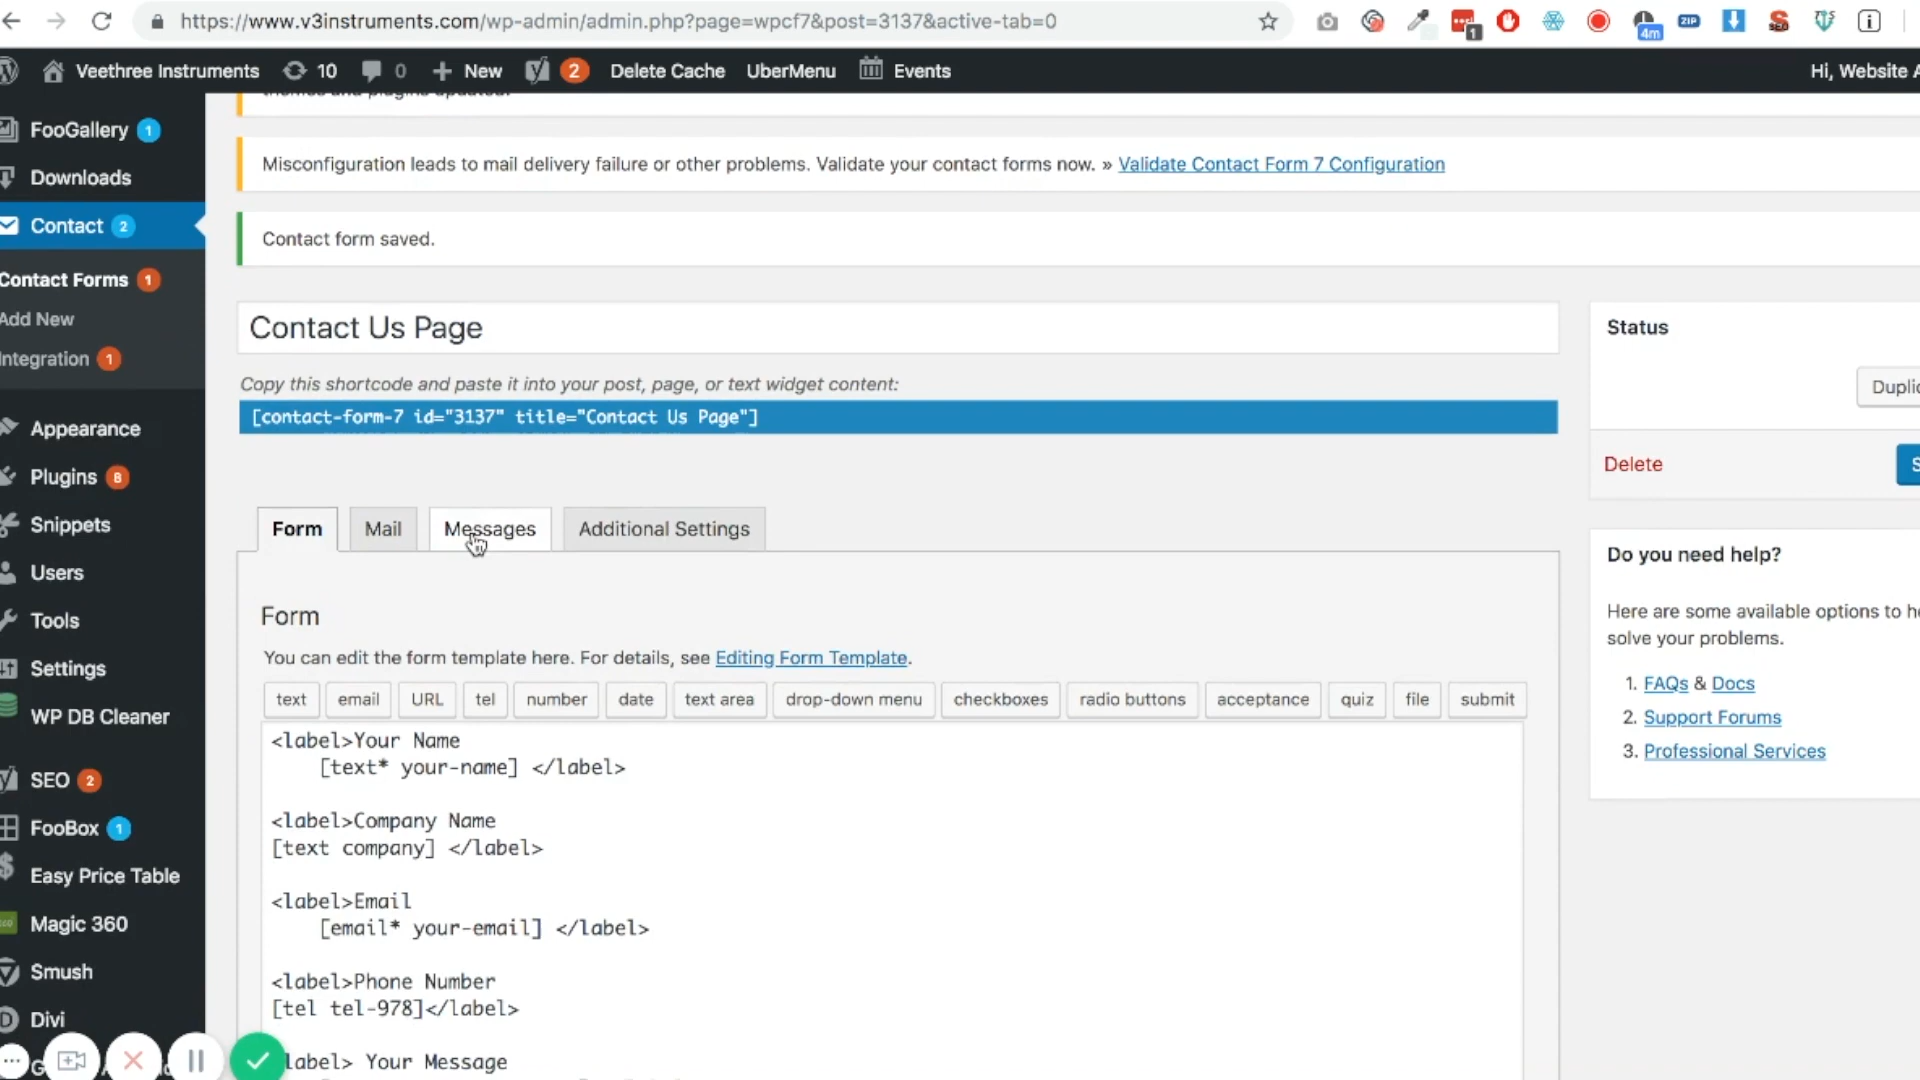 https://www.v3instruments.com/wp-admin/admin.php?page=wpcf7&post=3137&active-tab=0
1
4m
ZIP
SEO
Veethree Instruments 10 0 New 2 Delete Cache UberMenu Events
Hi, Website A
themes and plugins updated.
FooGallery 1
Downloads
Contact 2
Contact Forms 1
Add New
Integration 1
Appearance
Plugins 8
Snippets
Users
Tools
Settings
WP DB Cleaner
SEO 2
FooBox 1
Easy Price Table
Magic 360
Smush
Divi
Misconfiguration leads to mail delivery failure or other problems. Validate your contact forms now. » Validate Contact Form 7 Configuration
Contact form saved.
Contact Us Page
Copy this shortcode and paste it into your post, page, or text widget content:
[contact-form-7 id="3137" title="Contact Us Page"]
Form Mail Messages Additional Settings
Form
You can edit the form template here. For details, see Editing Form Template.
text email URL tel number date text area drop-down menu checkboxes radio buttons acceptance quiz file submit
<label>Your Name
[text* your-name] </label>
<label>Company Name
[text company] </label>
<label>Email
[email* your-email] </label>
<label>Phone Number
[tel tel-978]</label>
label> Your Message
Status
Duplic
Delete
S
Do you need help?
Here are some available options to he
solve your problems.
1. FAQs & Docs
2. Support Forums
3. Professional Services